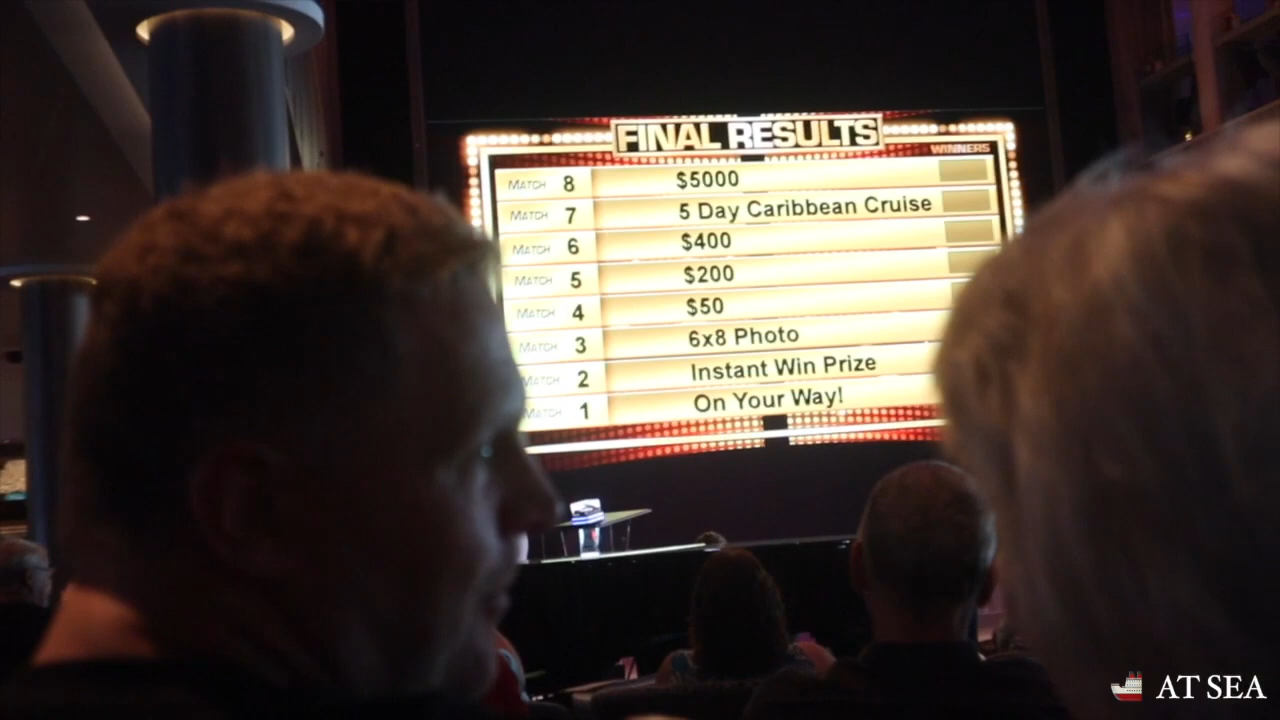 FINAL RESULTS
WINNERS
MATCH 8 $5000
MATCH 7 5 Day Caribbean Cruise
MATCH 6 $400
MATCH 5 $200
MATCH 4 $50
MATCH 3 6x8 Photo
MATCH 2 Instant Win Prize
MATCH 1 On Your Way!
AT SEA